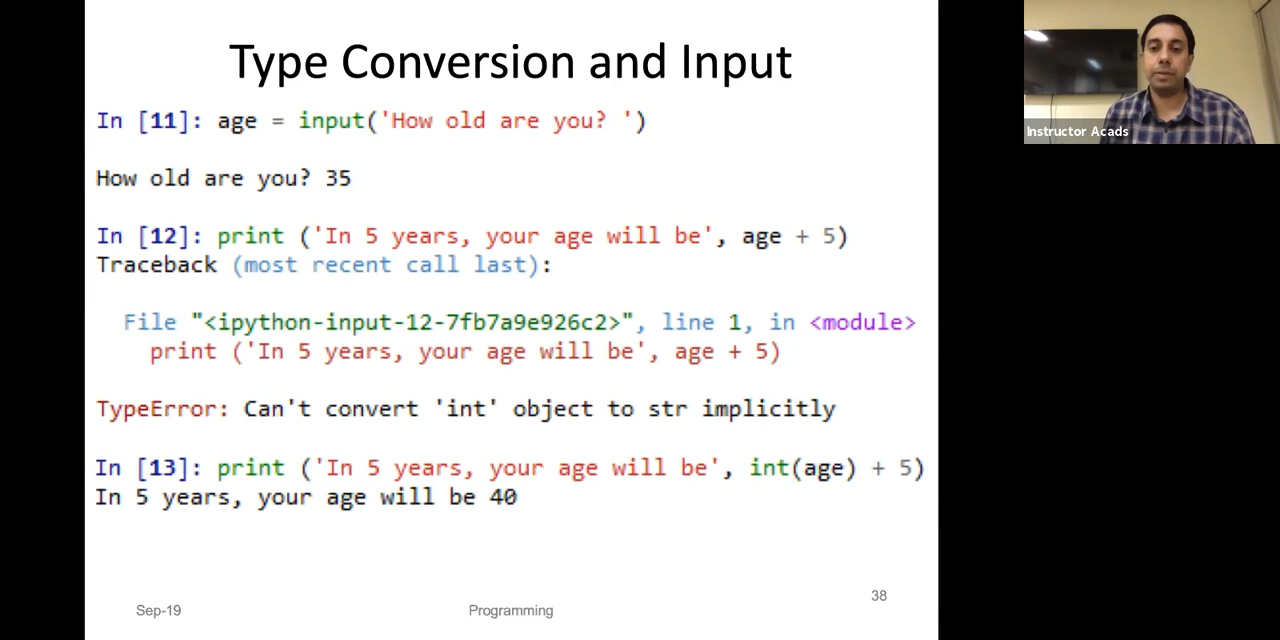 Type Conversion and Input
In [11]: age = input('How old are you? ')
How old are you? 35
In [12]: print ('In 5 years, your age will be', age + 5)
Traceback (most recent call last):
File "<ipython-input-12-7fb7a9e926c2>", line 1, in <module>
print ('In 5 years, your age will be', age + 5)
TypeError: Can't convert 'int' object to str implicitly
In [13]: print ('In 5 years, your age will be', int(age) + 5)
In 5 years, your age will be 40
Sep-19
Programming
38
Instructor Acads